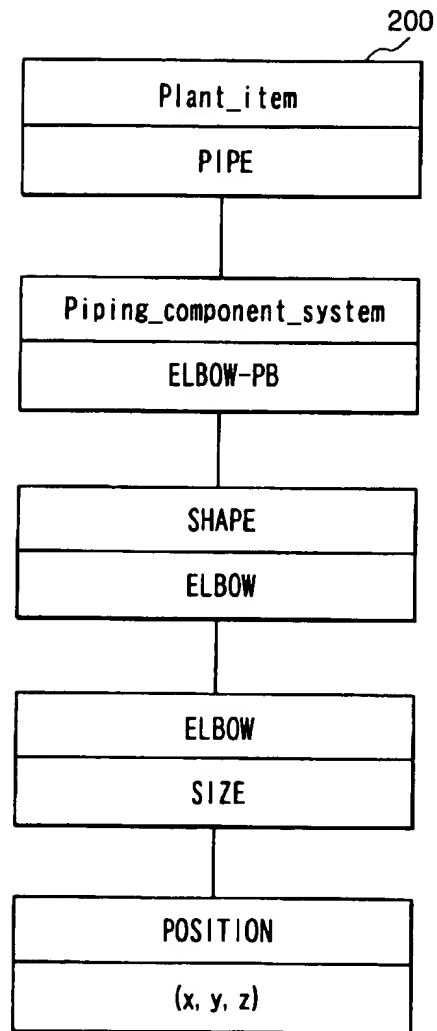 200
Plant_item
PIPE
Piping_component_system
ELBOW-PB
SHAPE
ELBOW
ELBOW
SIZE
POSITION
(x, y, z)